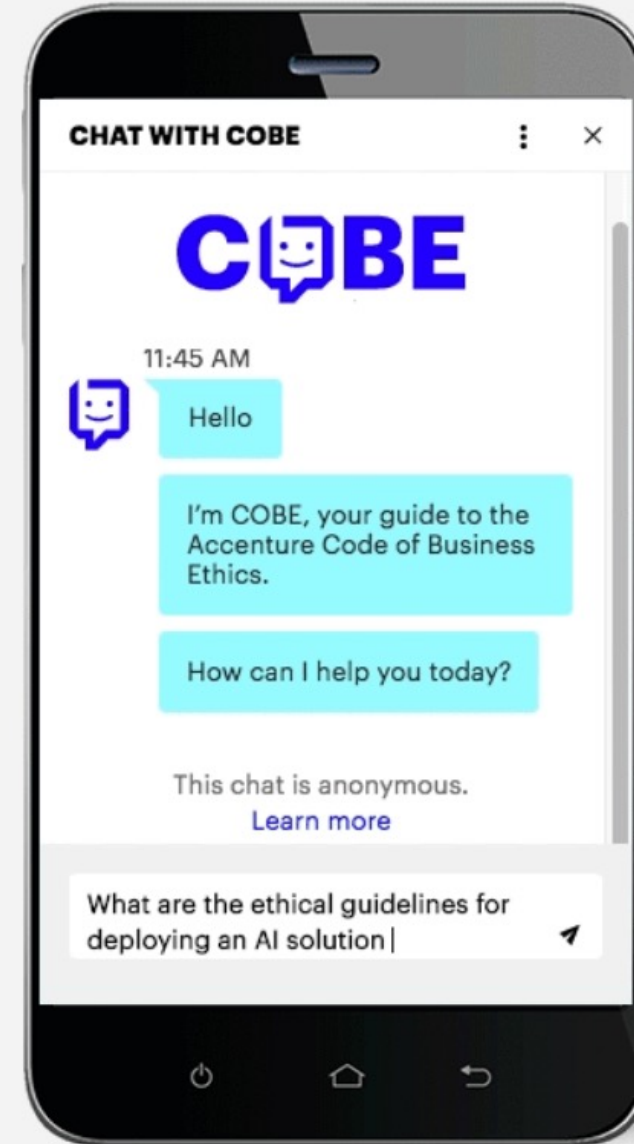 CHAT WITH COBE
COBE
11:45 AM
Hello
I'm COBE, your guide to the
Accenture Code of Business
Ethics.
How can I help you today?
This chat is anonymous.
Learn more
What are the ethical guidelines for
deploying an AI solution